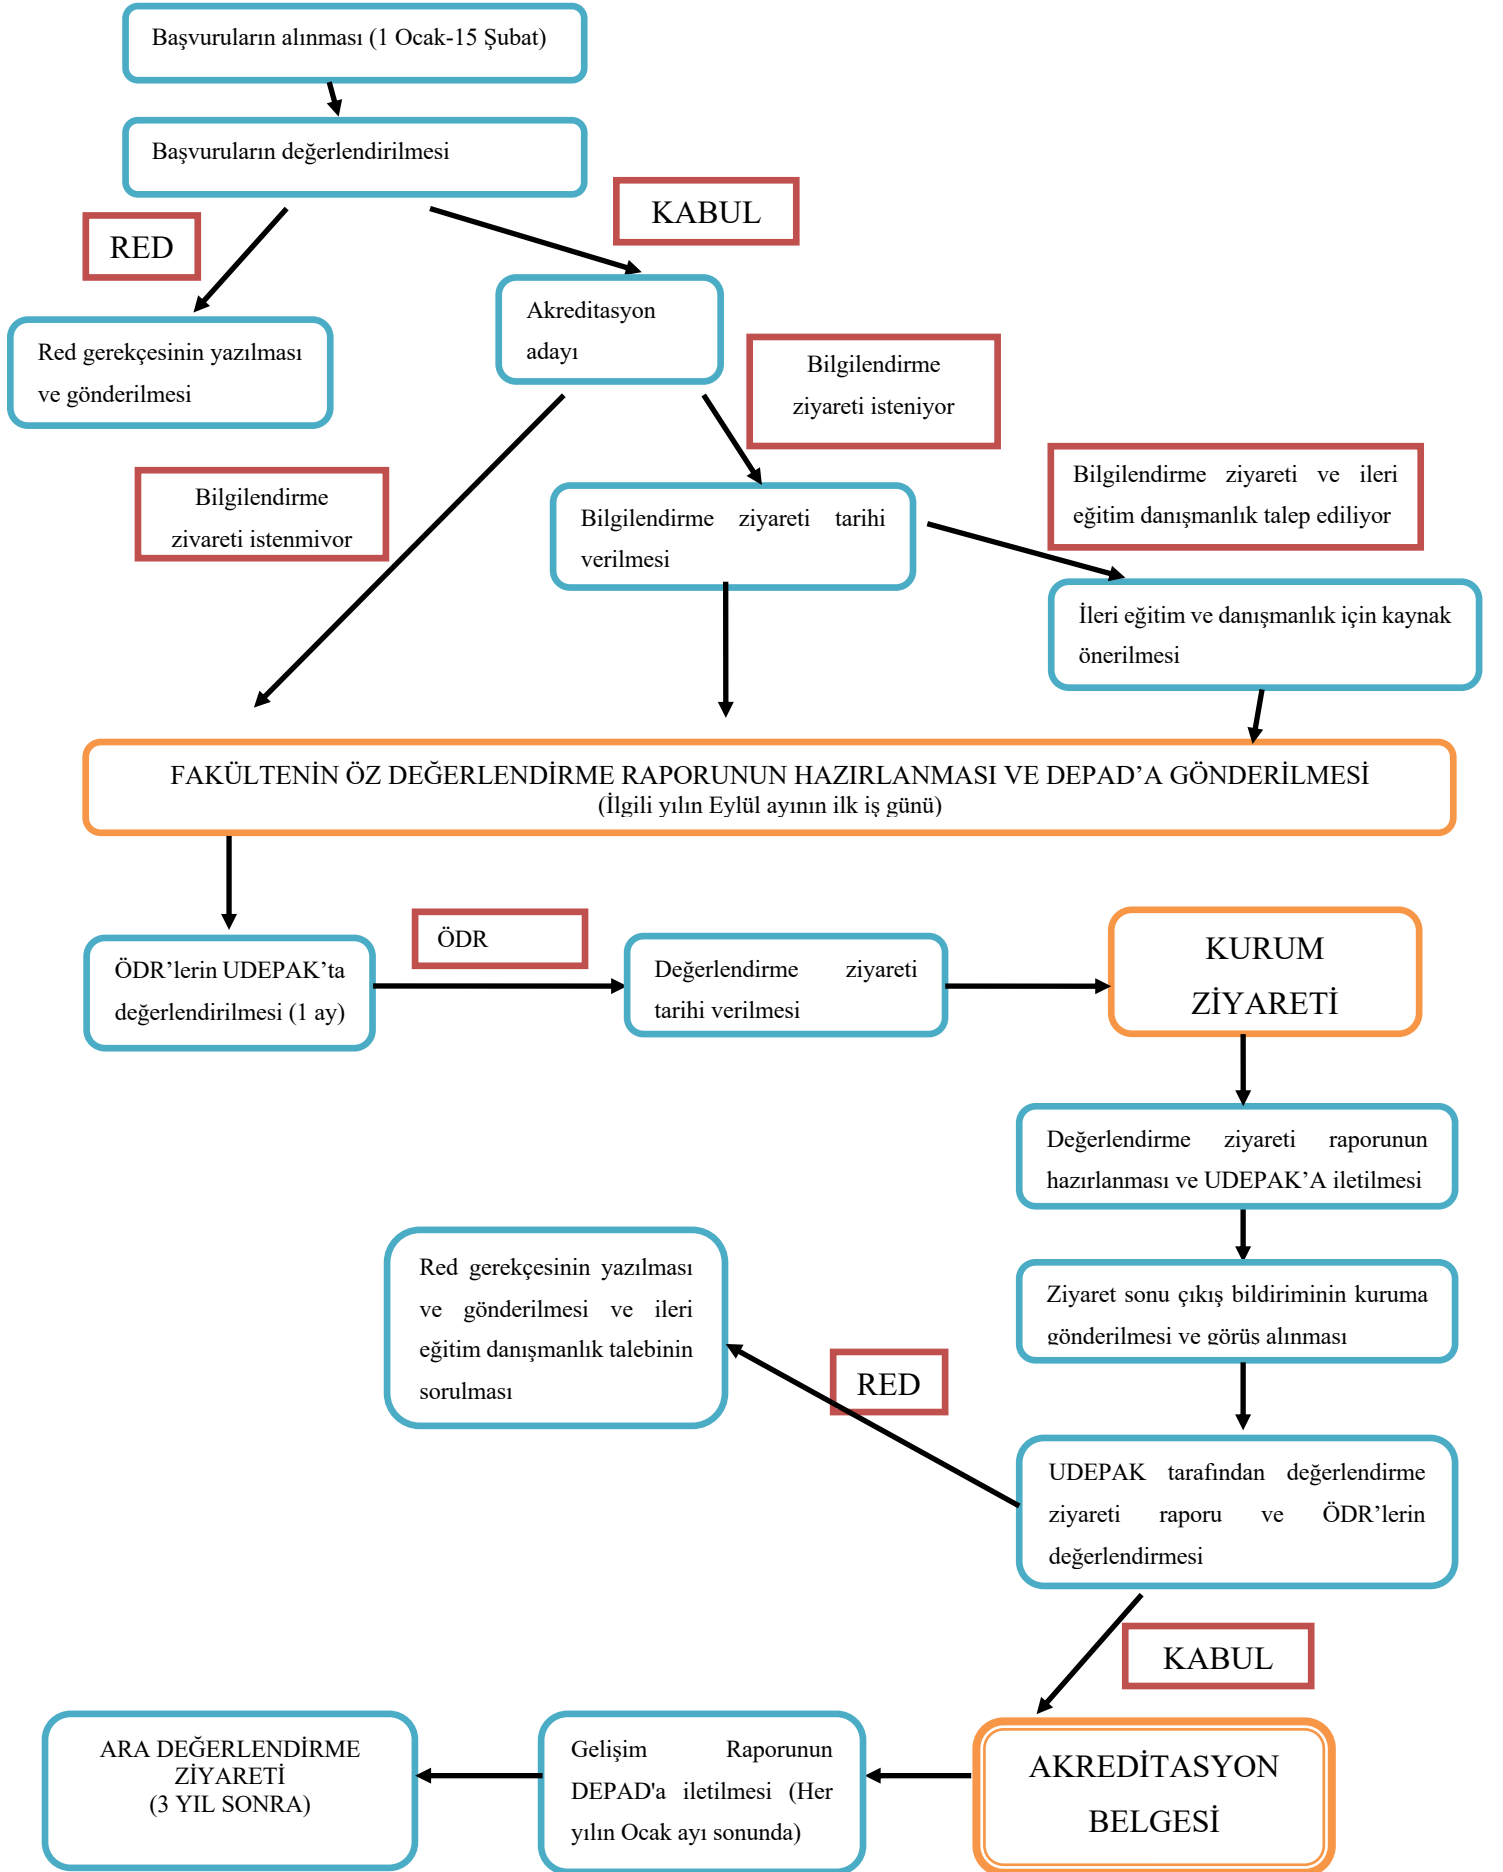 Başvuruların alınması (1 Ocak-15 Şubat)
Başvuruların değerlendirilmesi
KABUL
RED
Akreditasyon
adayı
Red gerekçesinin yazılması
ve gönderilmesi
Bilgilendirme
ziyareti isteniyor
Bilgilendirme
ziyareti istenmiyor
Bilgilendirme ziyareti ve ileri
eğitim danışmanlık talep ediliyor
Bilgilendirme ziyareti tarihi
verilmesi
İleri eğitim ve danışmanlık için kaynak
önerilmesi
FAKÜLTENİN ÖZ DEĞERLENDİRME RAPORUNUN HAZIRLANMASI VE DEPAD’A GÖNDERİLMESİ
(İlgili yılın Eylül ayının ilk iş günü)
ÖDR’lerin UDEPAK’ta
değerlendirilmesi (1 ay)
ÖDR
Değerlendirme ziyareti
tarihi verilmesi
KURUM
ZİYARETİ
Değerlendirme ziyareti raporunun
hazırlanması ve UDEPAK’A iletilmesi
Ziyaret sonu çıkış bildiriminin kuruma
gönderilmesi ve görüş alınması
Red gerekçesinin yazılması
ve gönderilmesi ve ileri
eğitim danışmanlık talebinin
sorulması
RED
UDEPAK tarafından değerlendirme
ziyareti raporu ve ÖDR’lerin
değerlendirmesi
KABUL
AKREDİTASYON
BELGESİ
Gelişim Raporunun
DEPAD'a iletilmesi (Her
yılın Ocak ayı sonunda)
ARA DEĞERLENDİRME
ZİYARETİ
(3 YIL SONRA)